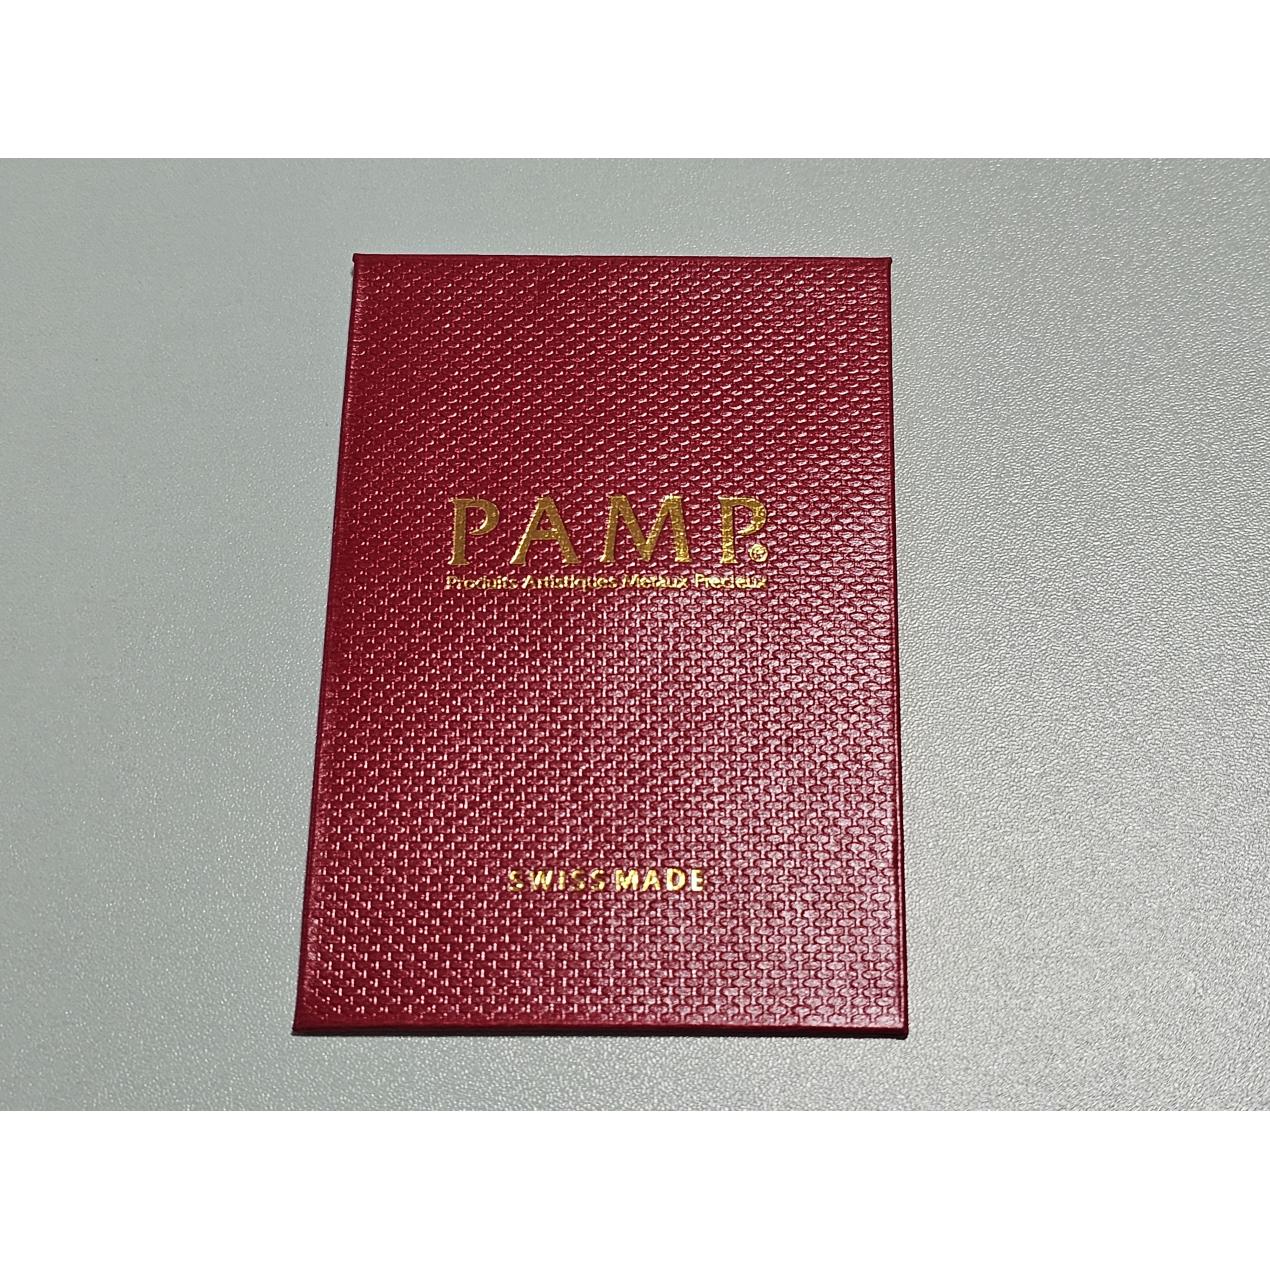 PAMP®
Produits Artistiques Métaux Précieux
SWISS MADE